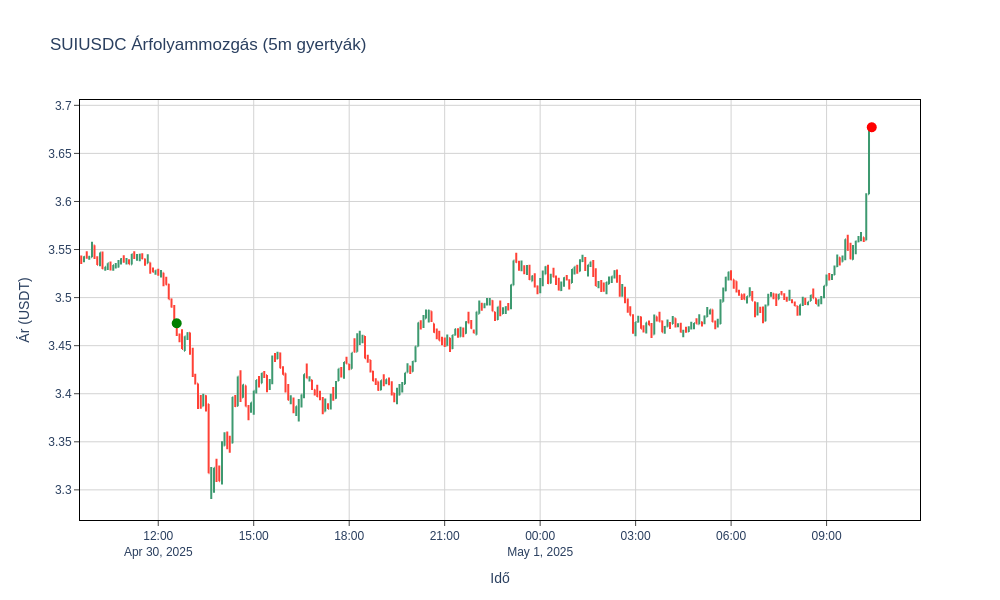 SUIUSDC Árfolyammozgás (5m gyertyák)
3.7
3.65
3.6
3.55
3.5
3.45
3.4
3.35
3.3
Ár (USDT)
12:00 15:00 18:00 21:00 00:00 03:00 06:00 09:00
Apr 30, 2025 May 1, 2025
Idő